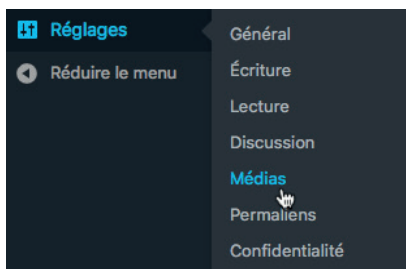 Réglages
Réduire le menu
Général
Écriture
Lecture
Discussion
Médias
Permaliens
Confidentialité